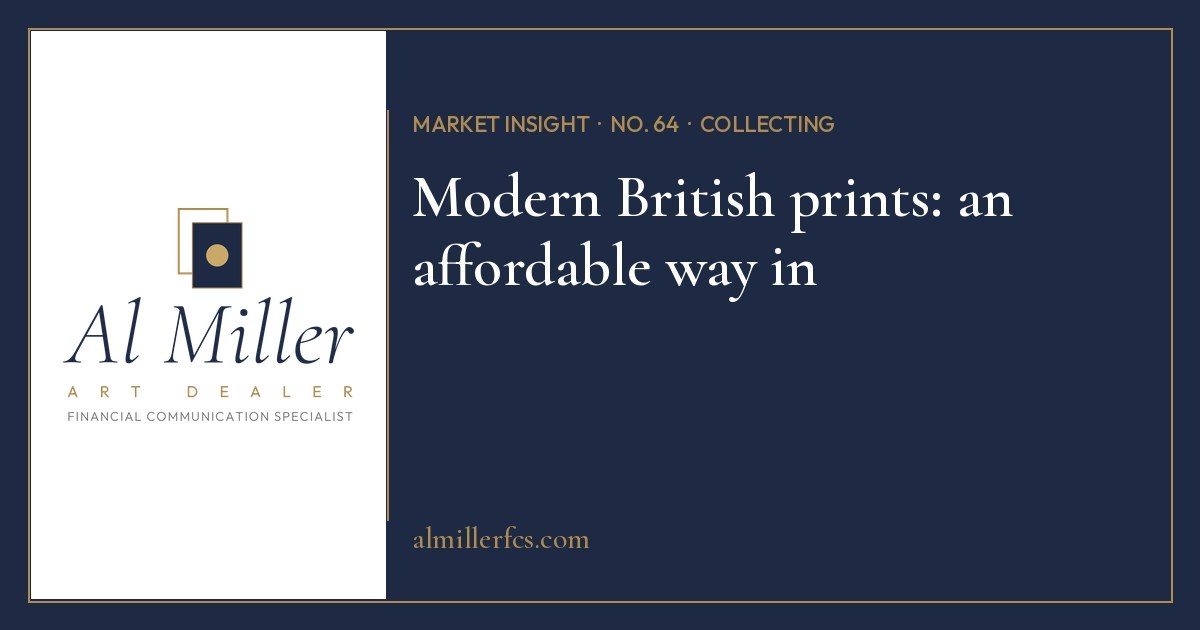 Al Miller
ART DEALER
FINANCIAL COMMUNICATION SPECIALIST
MARKET INSIGHT · NO. 64 · COLLECTING
Modern British prints: an
affordable way in
almillerfcs.com